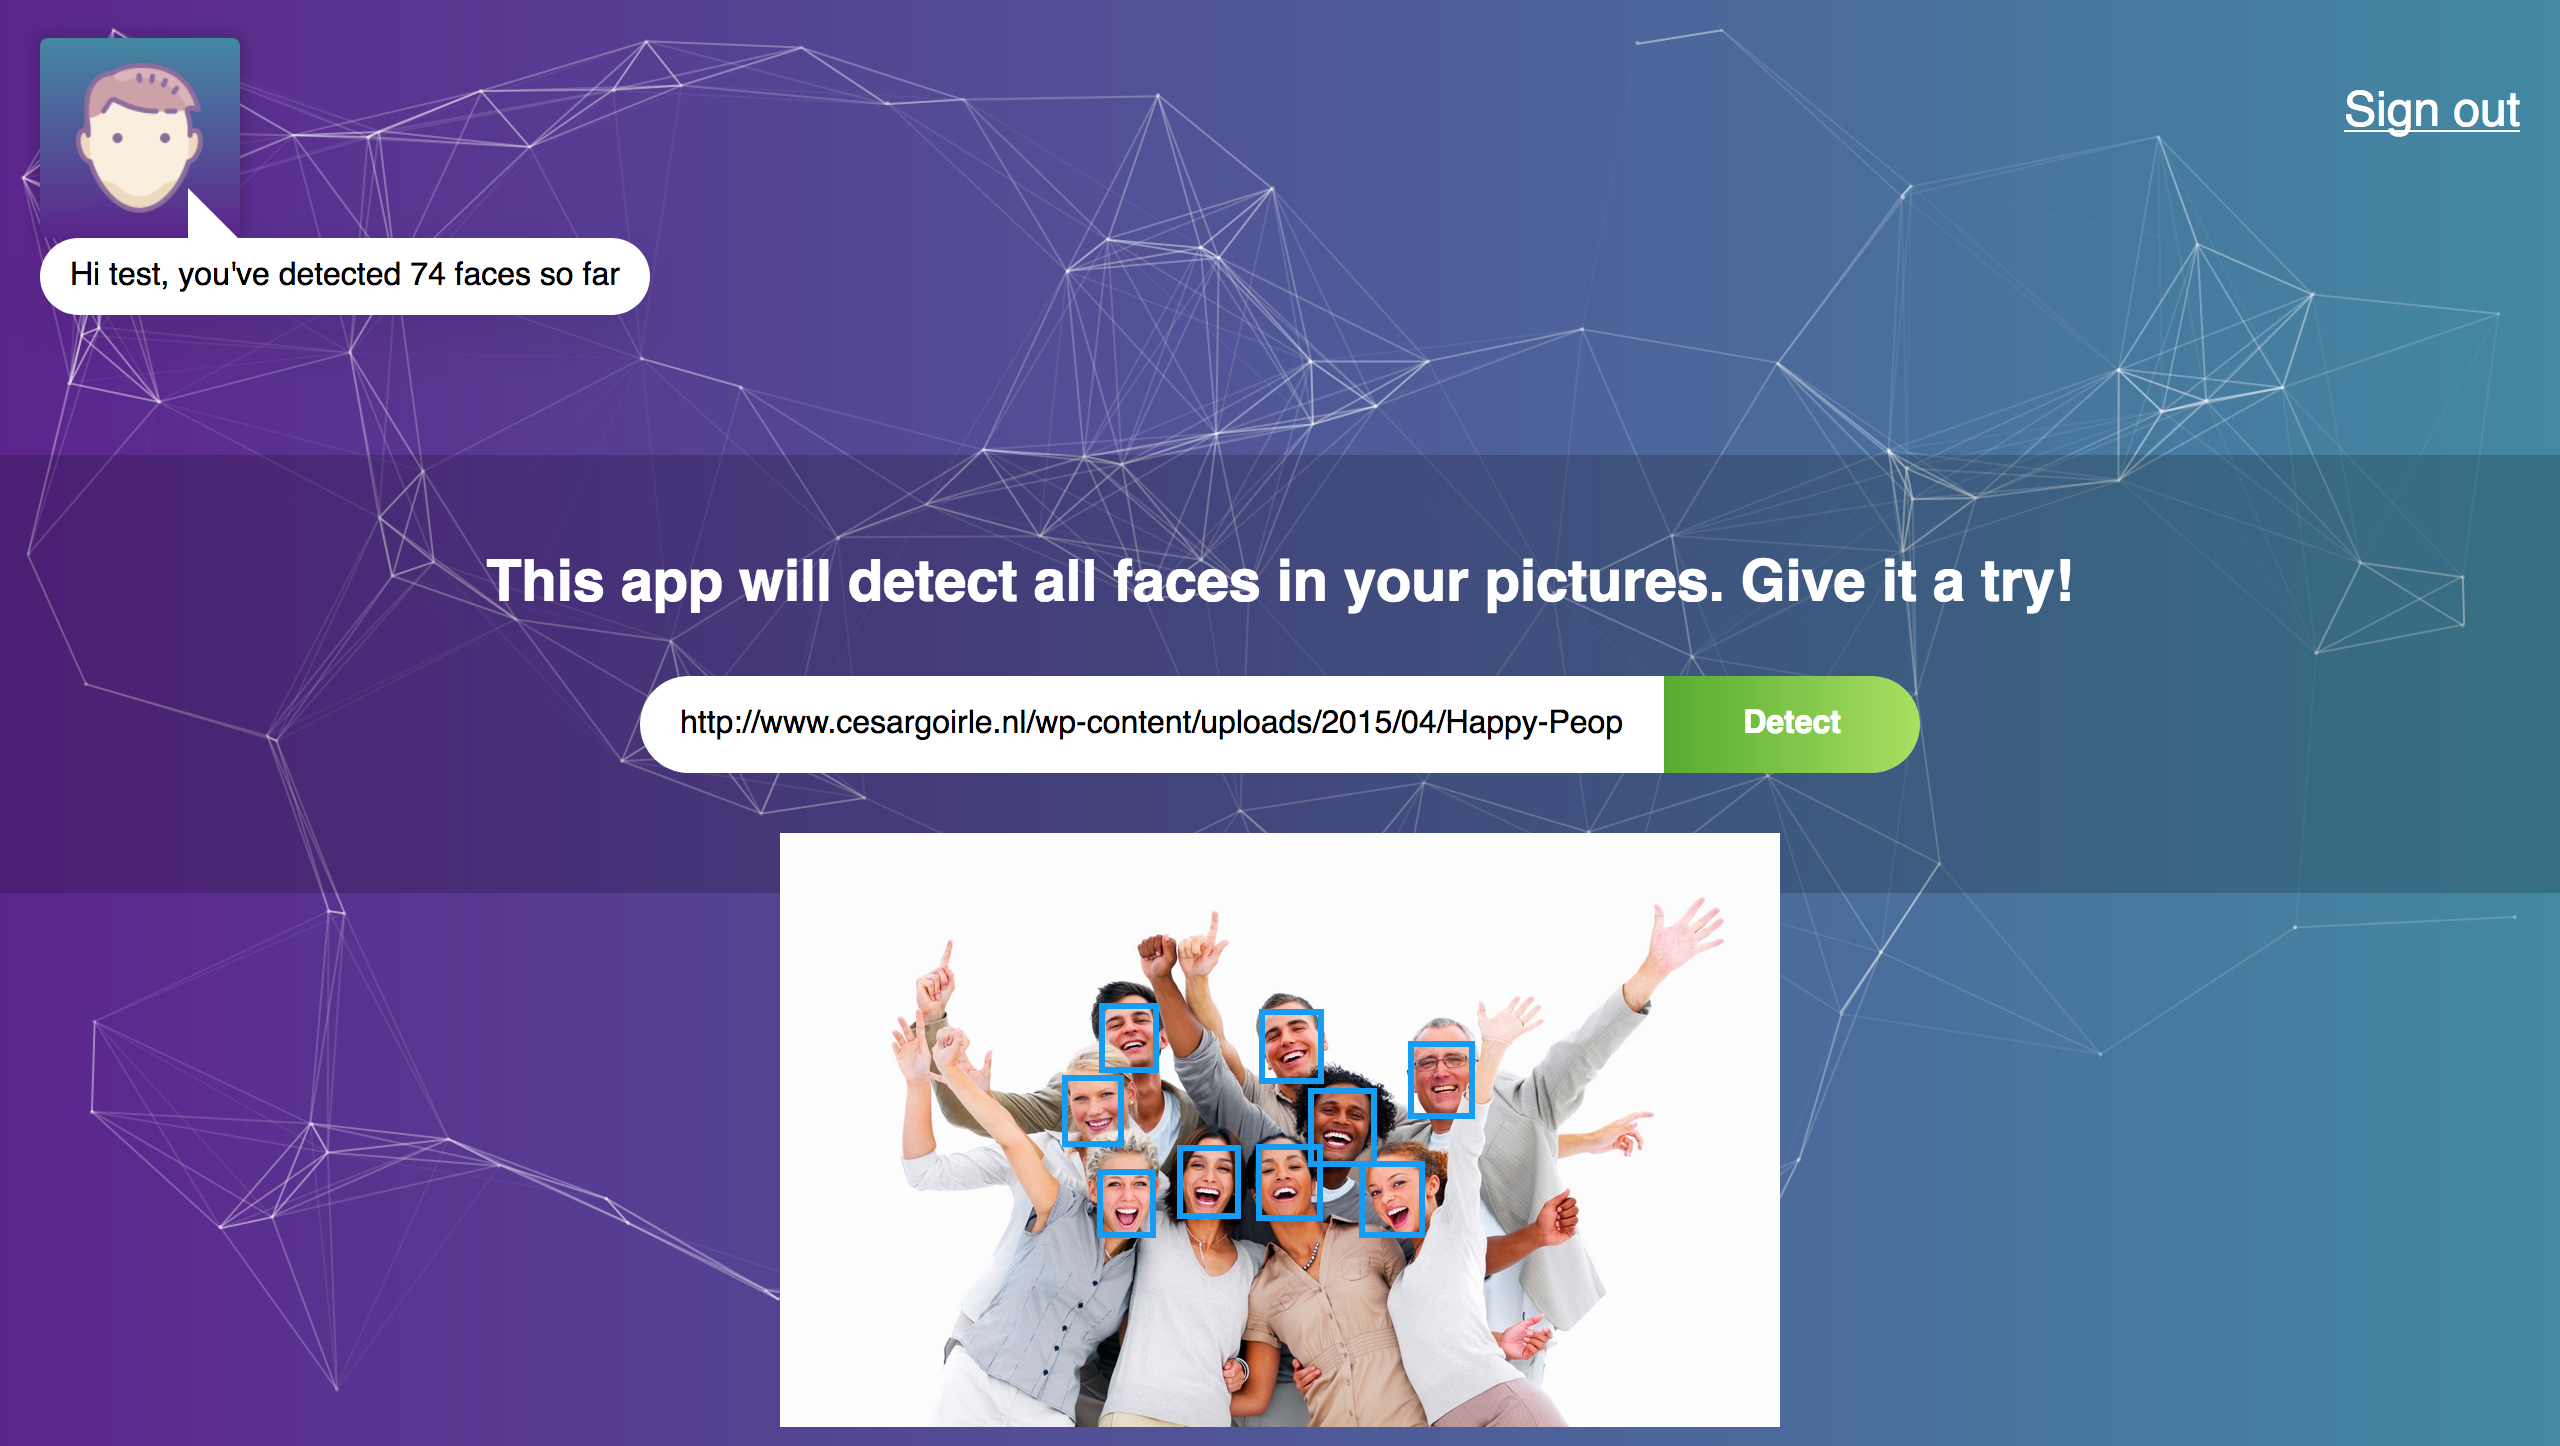 Sign out
Hi test, you've detected 74 faces so far
This app will detect all faces in your pictures. Give it a try!
http://www.cesargoirle.nl/wp-content/uploads/2015/04/Happy-Peop
Detect